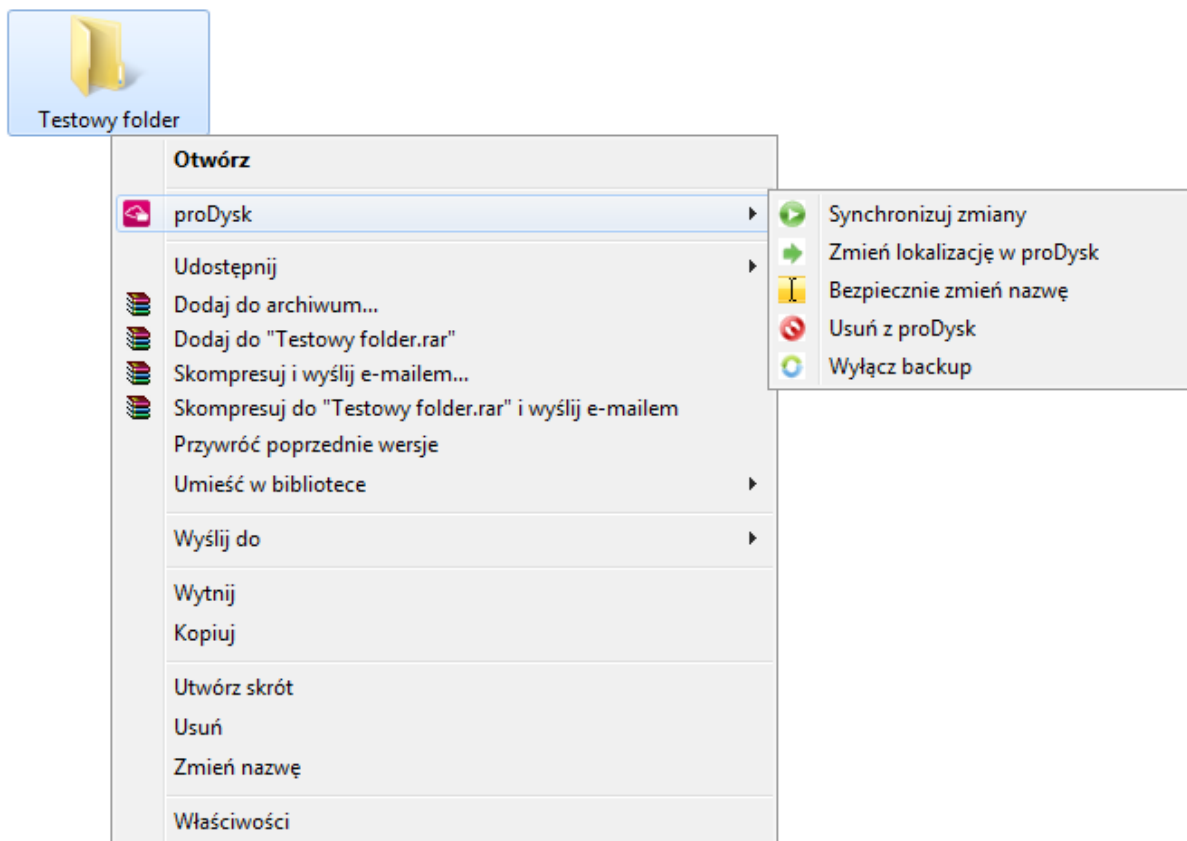 Testowy folder
Otwórz
proDysk
Udostępnij
Dodaj do archiwum...
Dodaj do "Testowy folder.rar"
Skompresuj i wyślij e-mailem...
Skompresuj do "Testowy folder.rar" i wyślij e-mailem
Przywróć poprzednie wersje
Umieść w bibliotece
Wyślij do
Wytnij
Kopiuj
Utwórz skrót
Usuń
Zmień nazwę
Właściwości
Synchronizuj zmiany
Zmień lokalizację w proDysk
Bezpiecznie zmień nazwę
Usuń z proDysk
Wyłącz backup